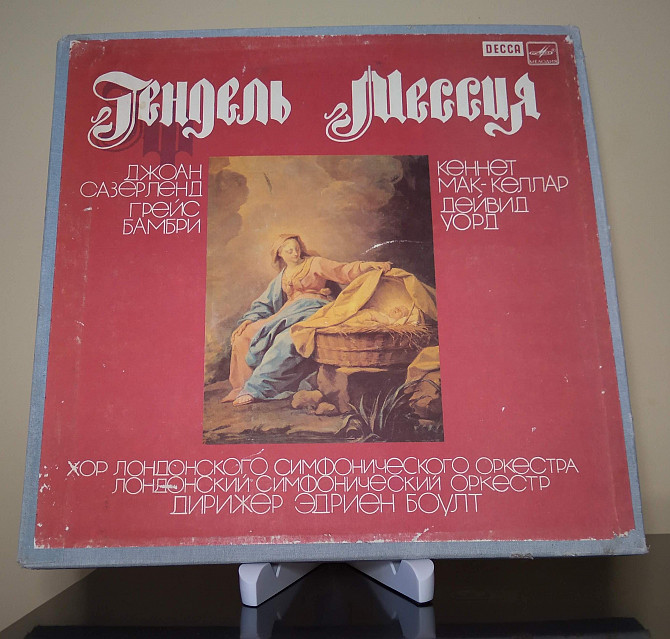 DECCA
МЕЛОДИЯ
Гендель Мессия
ДЖОАН
САЗЕРЛЕНД
ГРЕЙС
БАМБРИ
КЕННЕТ
МАК-КЕЛЛАР
ДЕЙВИД
УОРД
ХОР ЛОНДОНСКОГО СИМФОНИЧЕСКОГО ОРКЕСТРА
ЛОНДОНСКИЙ СИМФОНИЧЕСКИЙ ОРКЕСТР
ДИРИЖЕР ЭДРИЕН БОУЛТ